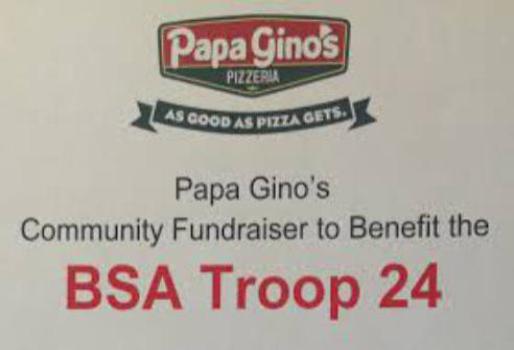 Papa Gino's
PIZZERIA
AS GOOD AS PIZZA GETS.
Papa Gino's
Community Fundraiser to Benefit the
BSA Troop 24